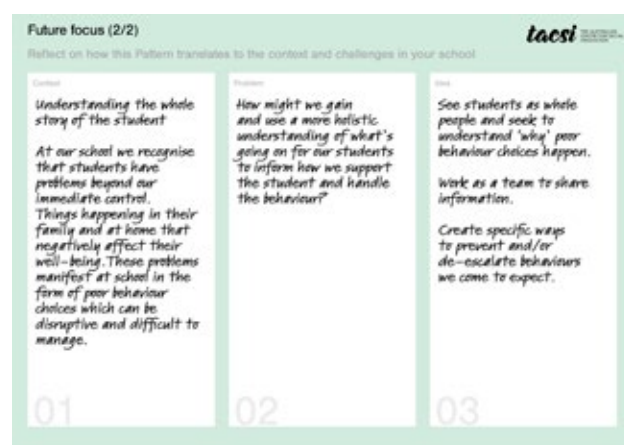 Future focus (2/2)
tacsi
Reflect on how this Pattern translates to the context and challenges in your school
Context
Understanding the whole
story of the student
At our school we recognise
that students have
problems beyond our
immediate control.
Things happening in their
family and at home that
negatively affect their
well-being. These problems
manifest at school in the
form of poor behaviour
choices which can be
disruptive and difficult to
manage.
01
Problem
How might we gain
and use a more holistic
understanding of what's
going on for our students
to inform how we support
the student and handle
the behaviour?
02
Idea
See students as whole
people and seek to
understand 'why' poor
behaviour choices happen.
Work as a team to share
information.
Create specific ways
to prevent and/or
de-escalate behaviours
we come to expect.
03